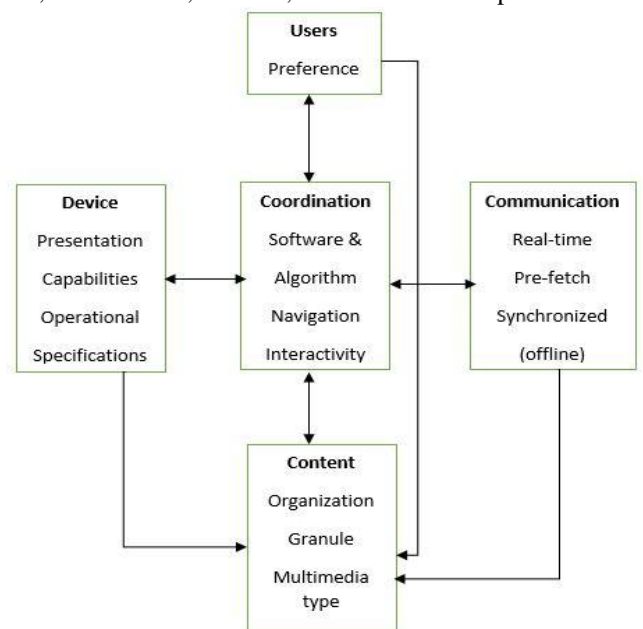 Users
Preference
Device
Presentation
Capabilities
Operational
Specifications
Coordination
Software &
Algorithm
Navigation
Interactivity
Communication
Real-time
Pre-fetch
Synchronized
(offline)
Content
Organization
Granule
Multimedia
type